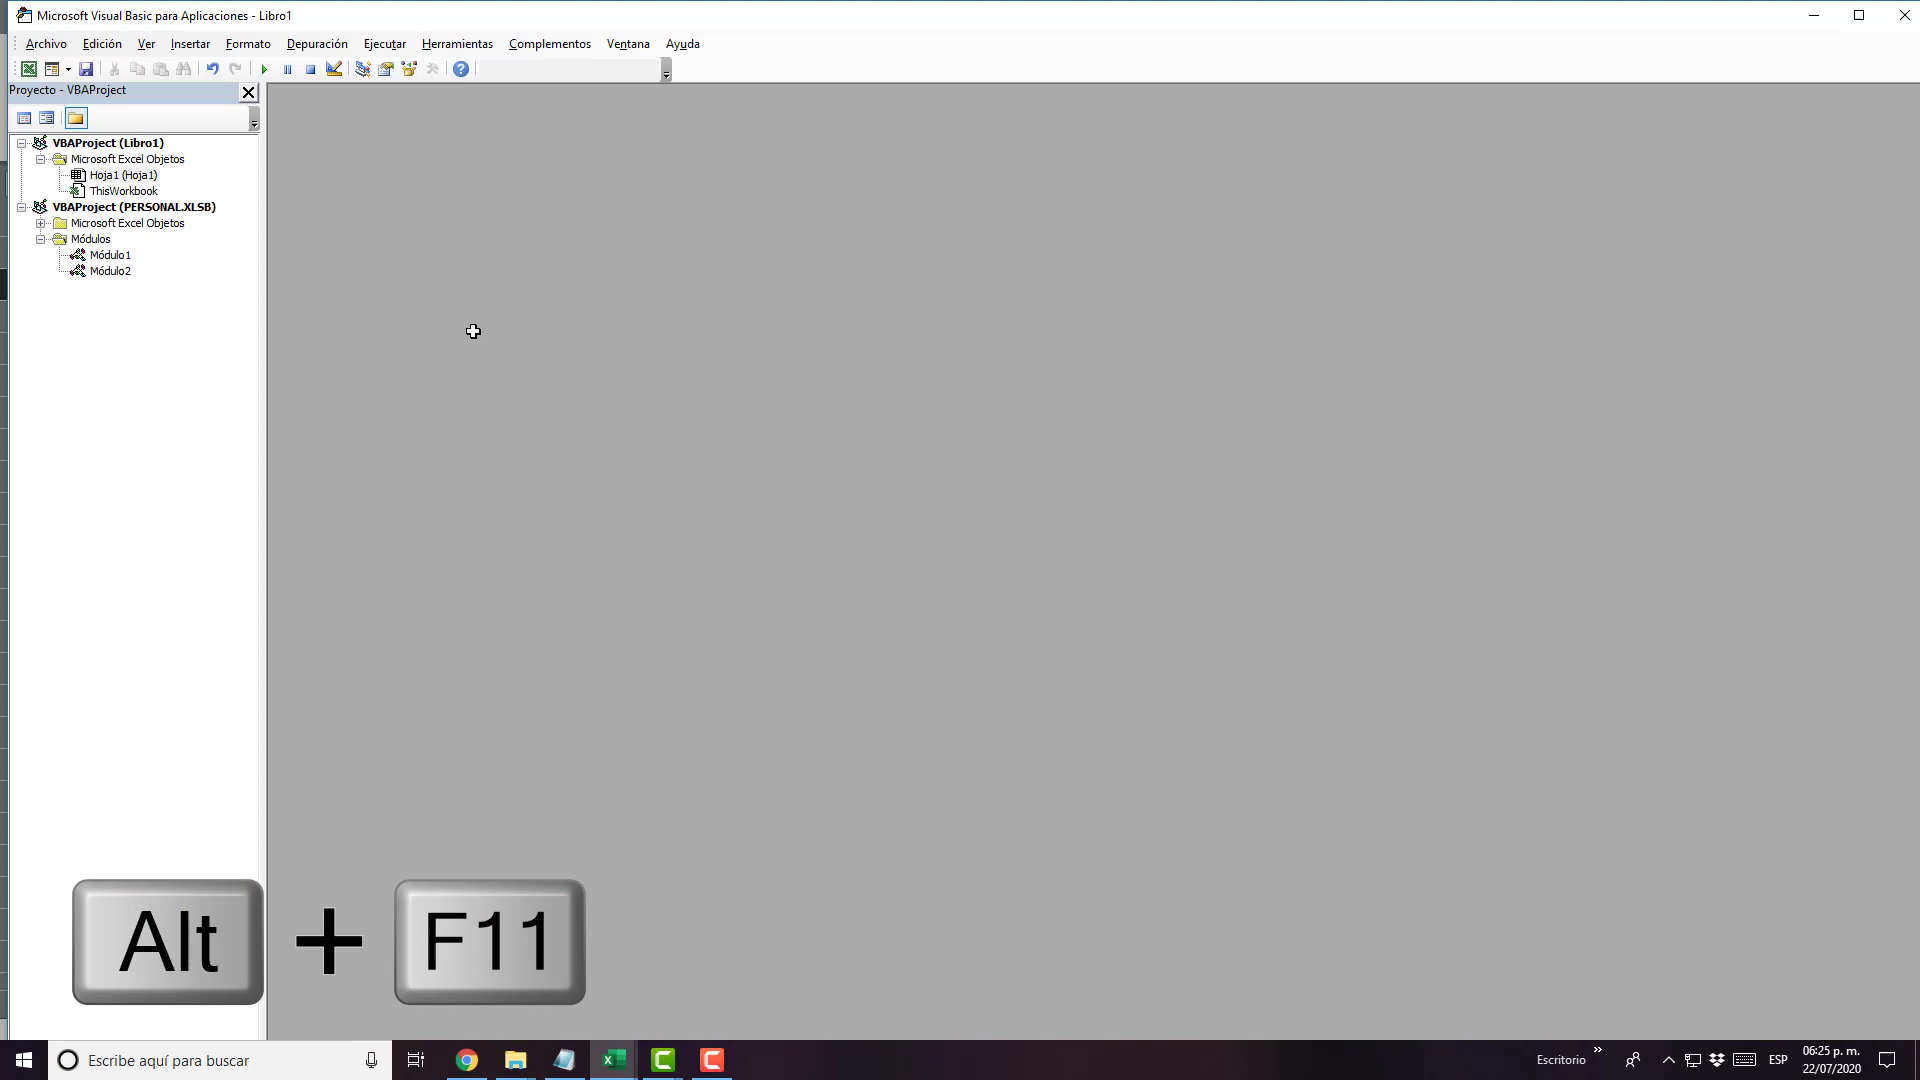 Microsoft Visual Basic para Aplicaciones - Libro1
Archivo Edición Ver Insertar Formato Depuración Ejecutar Herramientas Complementos Ventana Ayuda
Proyecto - VBAProject
VBAProject (Libro1)
Microsoft Excel Objetos
Hoja1 (Hoja1)
ThisWorkbook
VBAProject (PERSONAL.XLSB)
Microsoft Excel Objetos
Módulos
Módulo1
Módulo2
Alt + F11
Escribe aquí para buscar
Escritorio
ESP
06:25 p. m.
22/07/2020